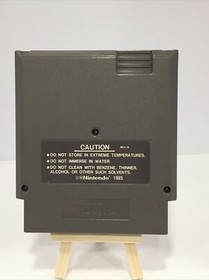 CAUTION
●DO NOT STORE IN EXTREME TEMPERATURES.
●DO NOT IMMERSE IN WATER.
●DO NOT CLEAN WITH BENZENE, THINNER,
ALCOHOL OR OTHER SUCH SOLVENTS.
Nintendo 1985